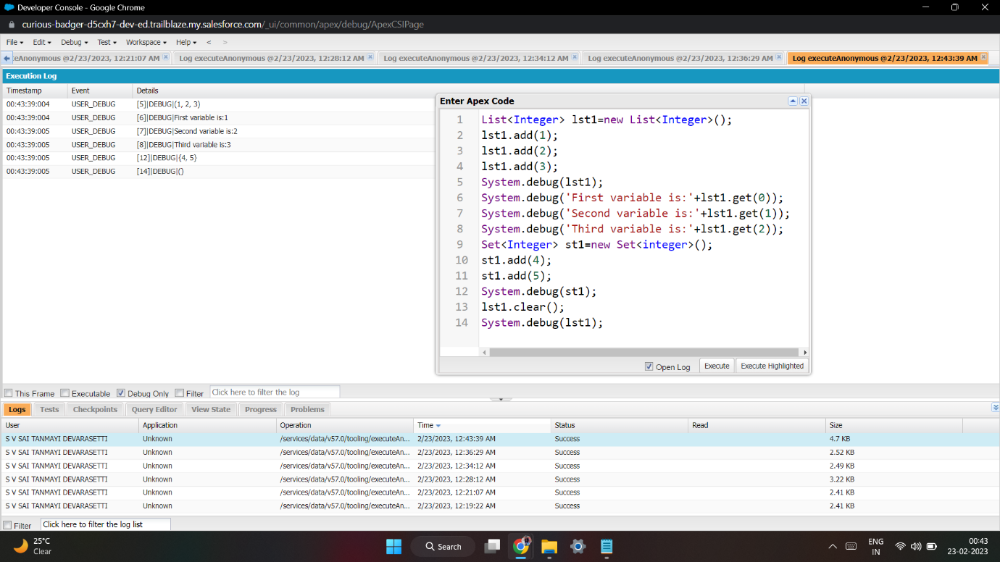 Developer Console - Google Chrome
curious-badger-d5cxh7-dev-ed.trailblaze.my.salesforce.com/_ui/common/apex/debug/ApexCSIPage
File Edit Debug Test Workspace Help < >
:eAnonymous @2/23/2023, 12:21:07 AM Log executeAnonymous @2/23/2023, 12:28:12 AM Log executeAnonymous @2/23/2023, 12:34:12 AM Log executeAnonymous @2/23/2023, 12:36:29 AM Log executeAnonymous @2/23/2023, 12:43:39 AM
Execution Log
Timestamp Event Details
00:43:39:004 USER_DEBUG [5]|DEBUG|(1, 2, 3)
00:43:39:004 USER_DEBUG [6]|DEBUG|First variable is:1
00:43:39:005 USER_DEBUG [7]|DEBUG|Second variable is:2
00:43:39:005 USER_DEBUG [8]|DEBUG|Third variable is:3
00:43:39:005 USER_DEBUG [12]|DEBUG|{4, 5}
00:43:39:005 USER_DEBUG [14]|DEBUG|()
Enter Apex Code
1 List<Integer> lst1=new List<Integer>();
2 lst1.add(1);
3 lst1.add(2);
4 lst1.add(3);
5 System.debug(lst1);
6 System.debug('First variable is:'+lst1.get(0));
7 System.debug('Second variable is:'+lst1.get(1));
8 System.debug('Third variable is:'+lst1.get(2));
9 Set<Integer> st1=new Set<integer>();
10 st1.add(4);
11 st1.add(5);
12 System.debug(st1);
13 lst1.clear();
14 System.debug(lst1);
Open Log Execute Execute Highlighted
This Frame Executable Debug Only Filter Click here to filter the log
Logs Tests Checkpoints Query Editor View State Progress Problems
User Application Operation Time Status Read Size
S V SAI TANMAYI DEVARASETTI Unknown /services/data/v57.0/tooling/executeAn... 2/23/2023, 12:43:39 AM Success 4.7 KB
S V SAI TANMAYI DEVARASETTI Unknown /services/data/v57.0/tooling/executeAn... 2/23/2023, 12:36:29 AM Success 2.52 KB
S V SAI TANMAYI DEVARASETTI Unknown /services/data/v57.0/tooling/executeAn... 2/23/2023, 12:34:12 AM Success 2.49 KB
S V SAI TANMAYI DEVARASETTI Unknown /services/data/v57.0/tooling/executeAn... 2/23/2023, 12:28:12 AM Success 3.22 KB
S V SAI TANMAYI DEVARASETTI Unknown /services/data/v57.0/tooling/executeAn... 2/23/2023, 12:21:07 AM Success 2.41 KB
S V SAI TANMAYI DEVARASETTI Unknown /services/data/v57.0/tooling/executeAn... 2/23/2023, 12:19:22 AM Success 2.41 KB
Filter Click here to filter the log list
25°C
Clear
Search
ENG
IN
00:43
23-02-2023